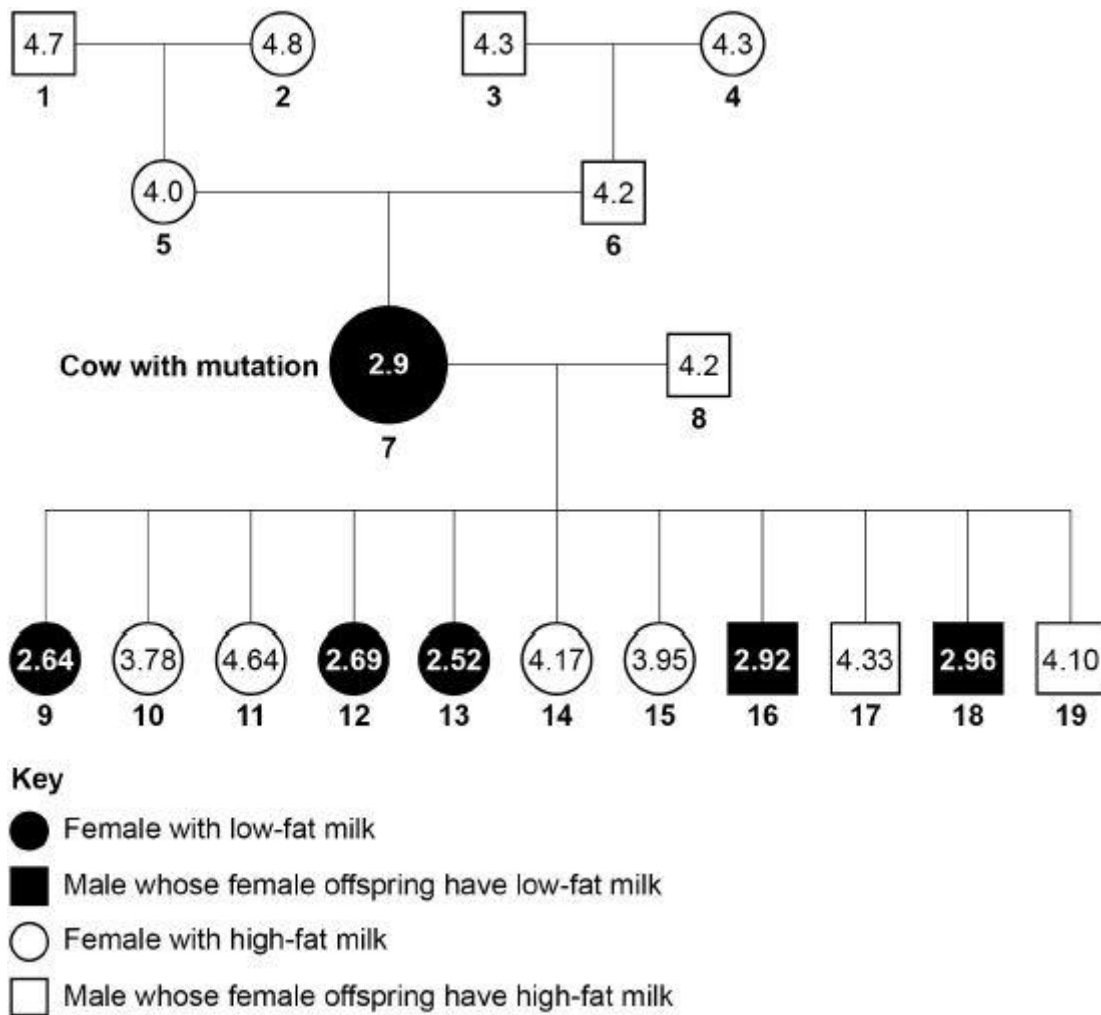 4.7 4.8 4.3 4.3
1 2 3 4
4.0 4.2
5 6
Cow with mutation 2.9 4.2
7 8
2.64 3.78 4.64 2.69 2.52 4.17 3.95 2.92 4.33 2.96 4.10
9 10 11 12 13 14 15 16 17 18 19
Key
Female with low-fat milk
Male whose female offspring have low-fat milk
Female with high-fat milk
Male whose female offspring have high-fat milk